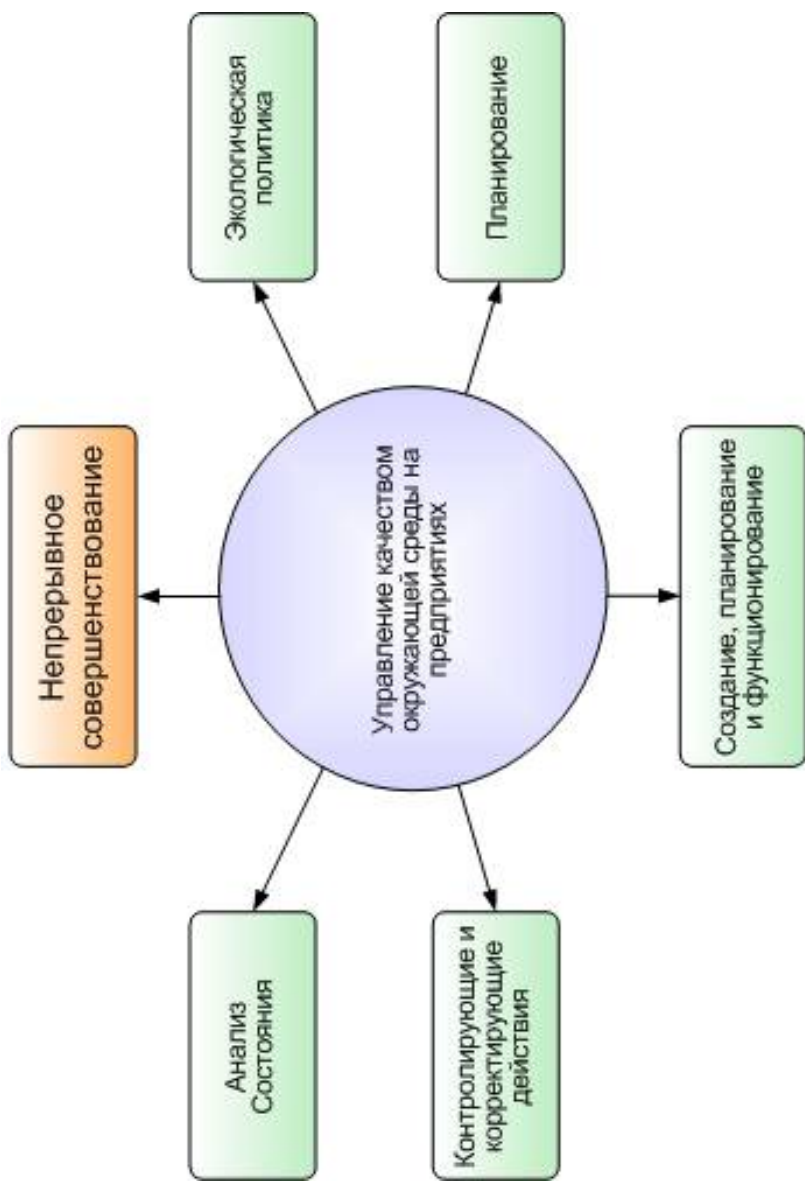 Непрерывное
совершенствование
Экологическая
политика
Планирование
Управление качеством
окружающей среды на
предприятиях
Создание, планирование
и функционирование
Контролирующие и
корректирующие
действия
Анализ
Состояния